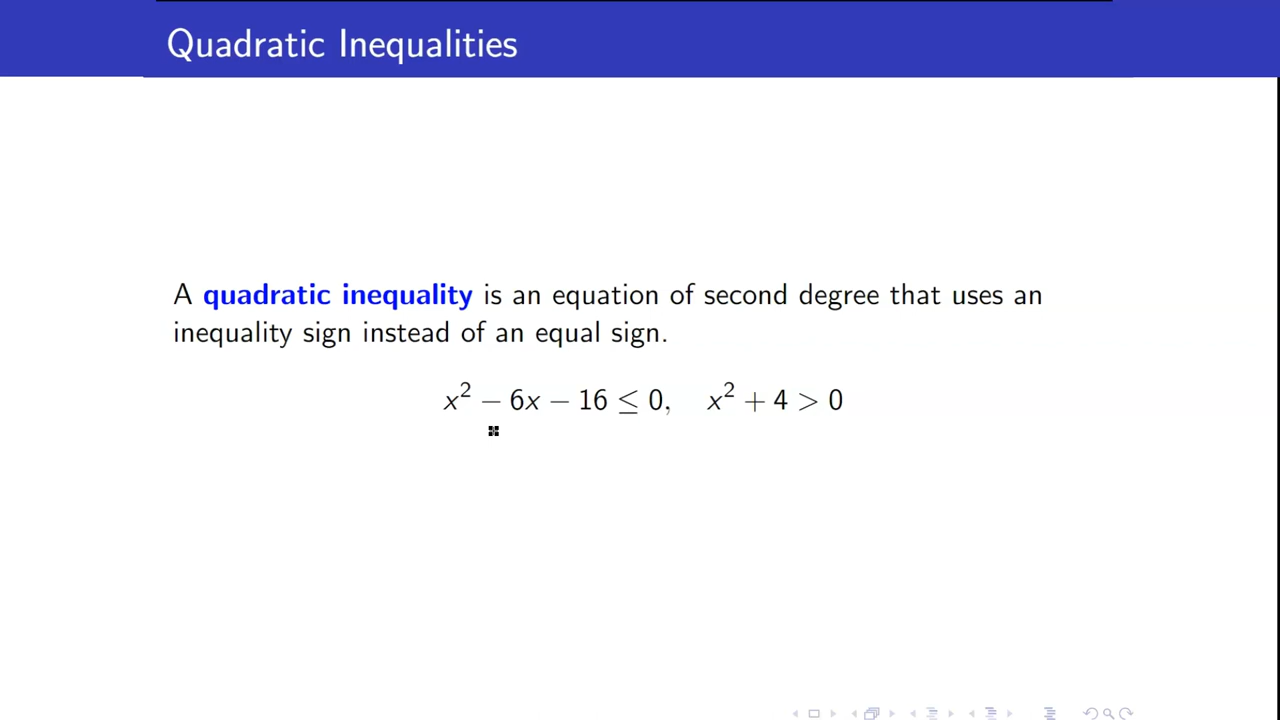 Quadratic Inequalities
A quadratic inequality is an equation of second degree that uses an
inequality sign instead of an equal sign.
x² − 6x − 16 ≤ 0, x² + 4 > 0